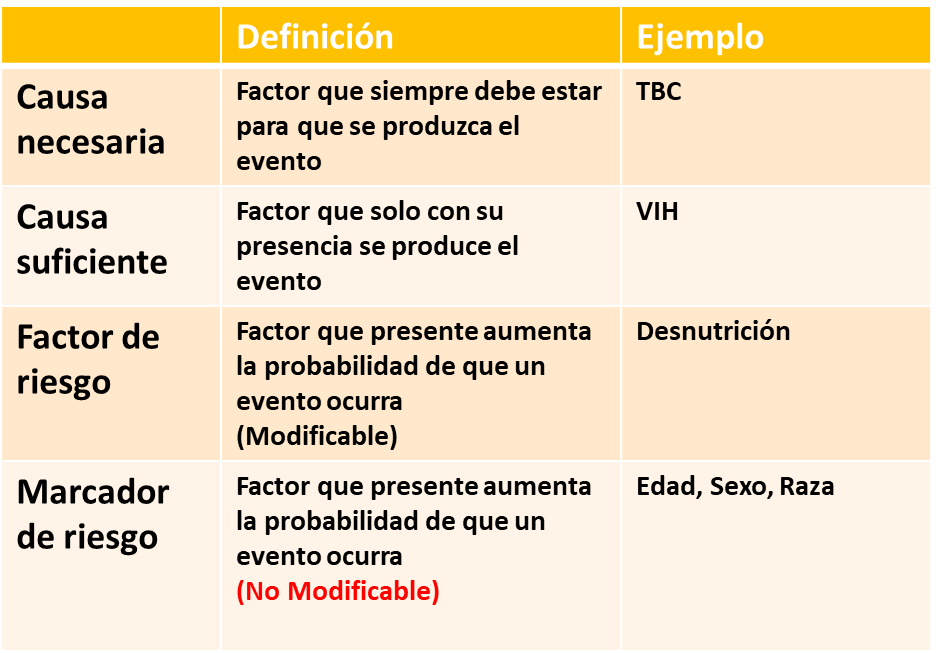 Definición Ejemplo
Causa
necesaria
Factor que siempre debe estar
para que se produzca el
evento
TBC
Causa
suficiente
Factor que solo con su
presencia se produce el
evento
VIH
Factor de
riesgo
Factor que presente aumenta
la probabilidad de que un
evento ocurra
(Modificable)
Desnutrición
Marcador
de riesgo
Factor que presente aumenta
la probabilidad de que un
evento ocurra
(No Modificable)
Edad, Sexo, Raza